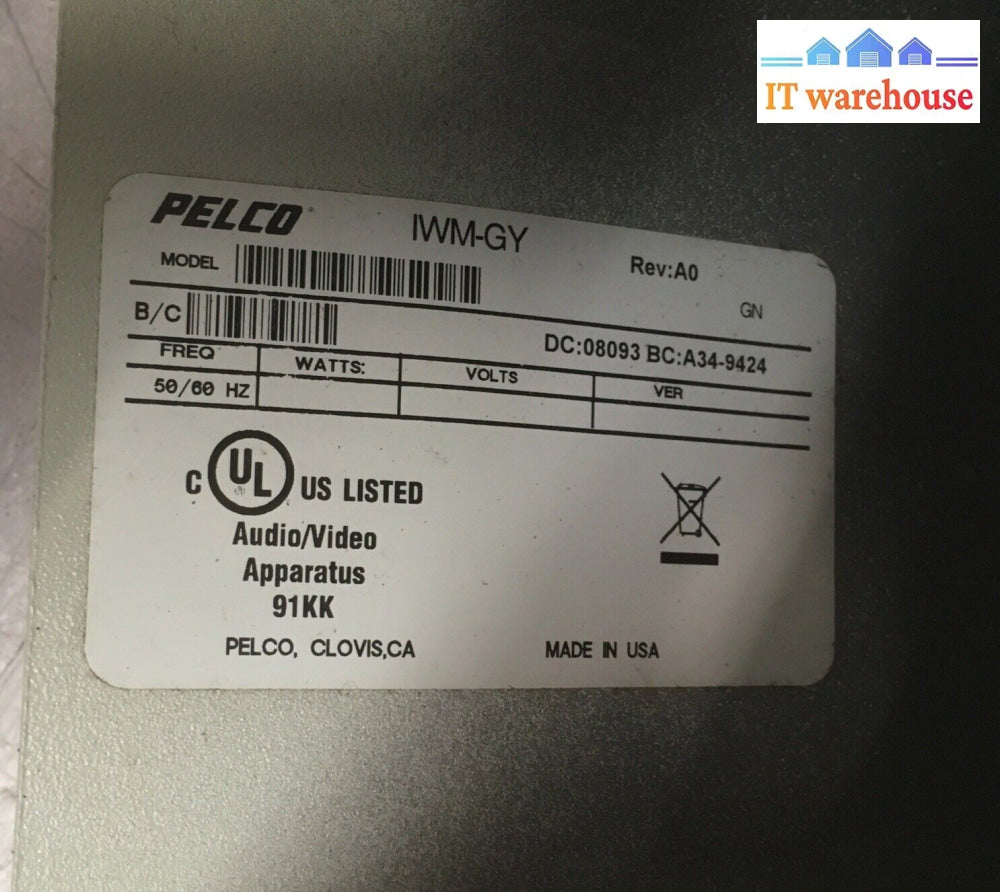 IT warehouse
PELCO IWM-GY
MODEL Rev:A0
GN
B/C DC:08093 BC:A34-9424
FREQ WATTS: VOLTS VER
50/60 HZ
C UL US LISTED
Audio/Video
Apparatus
91KK
PELCO, CLOVIS,CA MADE IN USA